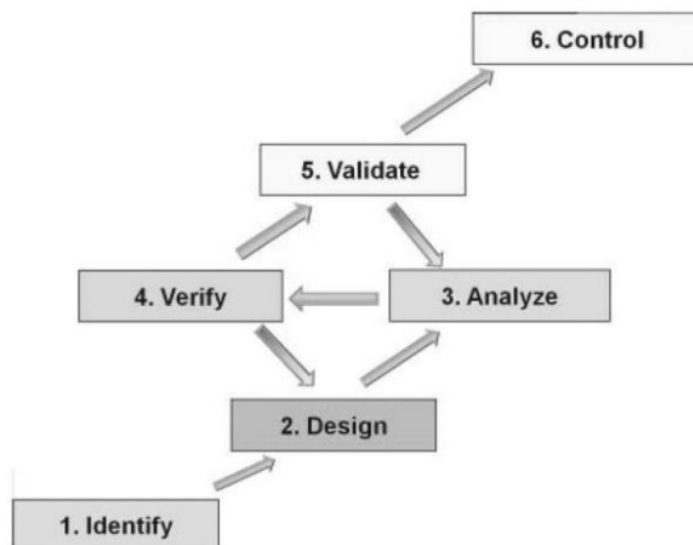 6. Control
5. Validate
4. Verify
3. Analyze
2. Design
1. Identify